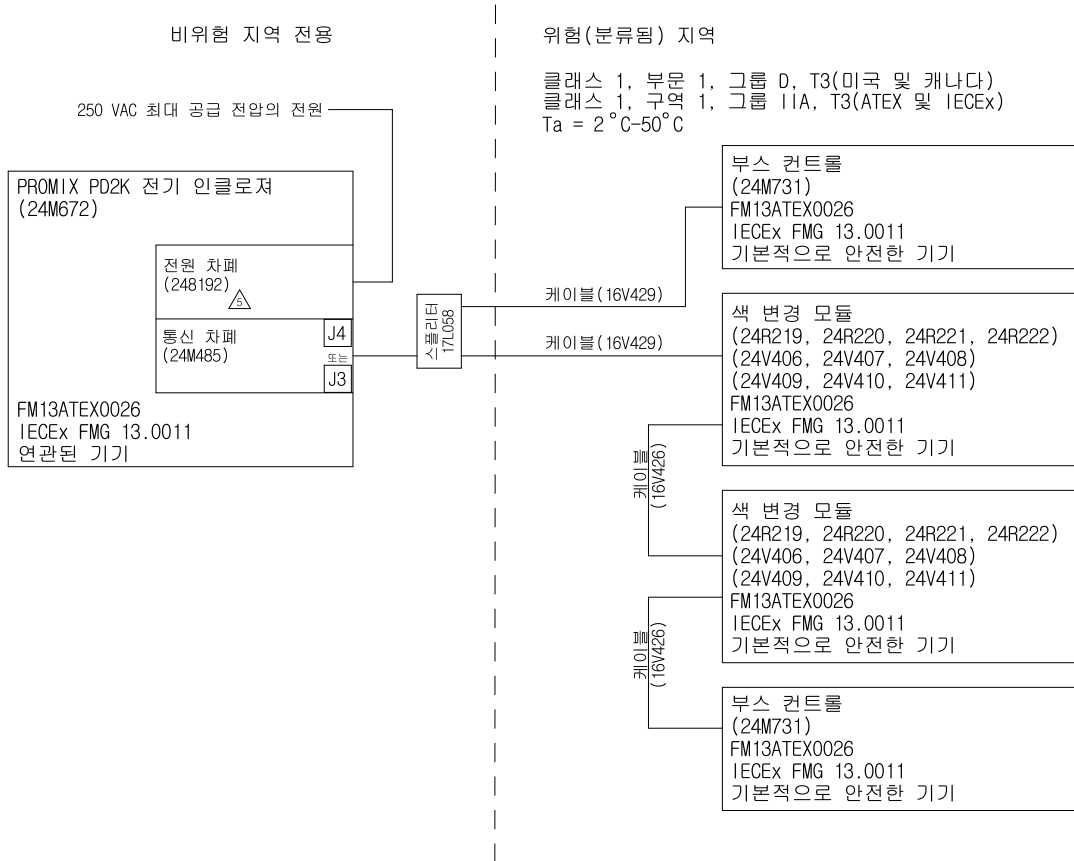 비위험 지역 전용
250 VAC 최대 공급 전압의 전원
PROMIX PD2K 전기 인클로져
(24M672)
전원 차폐
(248192)
5
통신 차폐
(24M485)
J4
또는
J3
FM13ATEX0026
IECEx FMG 13.0011
연관된 기기
스플리터
17L058
위험(분류됨) 지역
클래스 1, 부문 1, 그룹 D, T3(미국 및 캐나다)
클래스 1, 구역 1, 그룹 IIA, T3(ATEX 및 IECEx)
Ta = 2°C-50°C
케이블(16V429)
케이블(16V429)
부스 컨트롤
(24M731)
FM13ATEX0026
IECEx FMG 13.0011
기본적으로 안전한 기기
색 변경 모듈
(24R219, 24R220, 24R221, 24R222)
(24V406, 24V407, 24V408)
(24V409, 24V410, 24V411)
FM13ATEX0026
IECEx FMG 13.0011
기본적으로 안전한 기기
케이블
(16V426)
색 변경 모듈
(24R219, 24R220, 24R221, 24R222)
(24V406, 24V407, 24V408)
(24V409, 24V410, 24V411)
FM13ATEX0026
IECEx FMG 13.0011
기본적으로 안전한 기기
케이블
(16V426)
부스 컨트롤
(24M731)
FM13ATEX0026
IECEx FMG 13.0011
기본적으로 안전한 기기